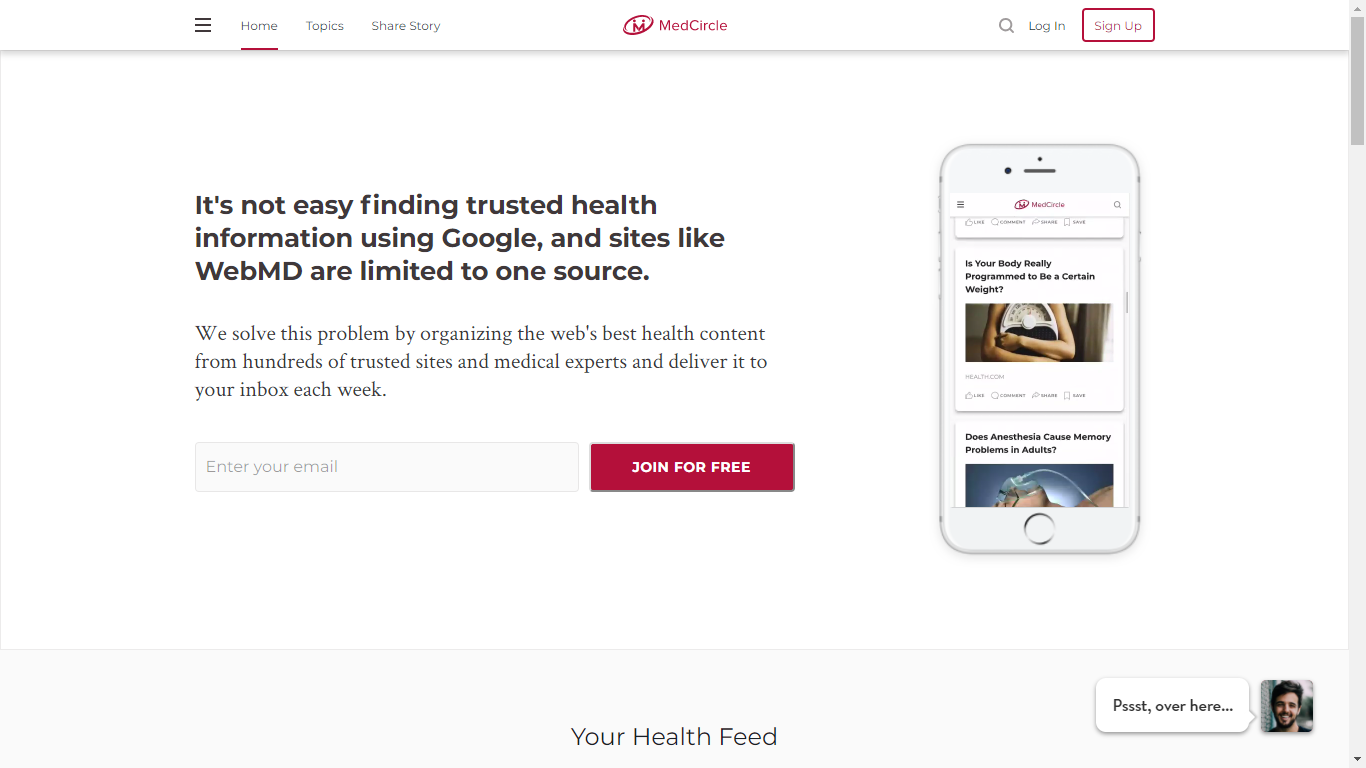 Home
Topics
Share Story
MedCircle
Log In
Sign Up
It's not easy finding trusted health
information using Google, and sites like
WebMD are limited to one source.
We solve this problem by organizing the web's best health content
from hundreds of trusted sites and medical experts and deliver it to
your inbox each week.
Enter your email
JOIN FOR FREE
MedCircle
LIKE COMMENT SHARE SAVE
Is Your Body Really
Programmed to Be a Certain
Weight?
HEALTH.COM
LIKE COMMENT SHARE SAVE
Does Anesthesia Cause Memory
Problems in Adults?
Your Health Feed
Pssst, over here...